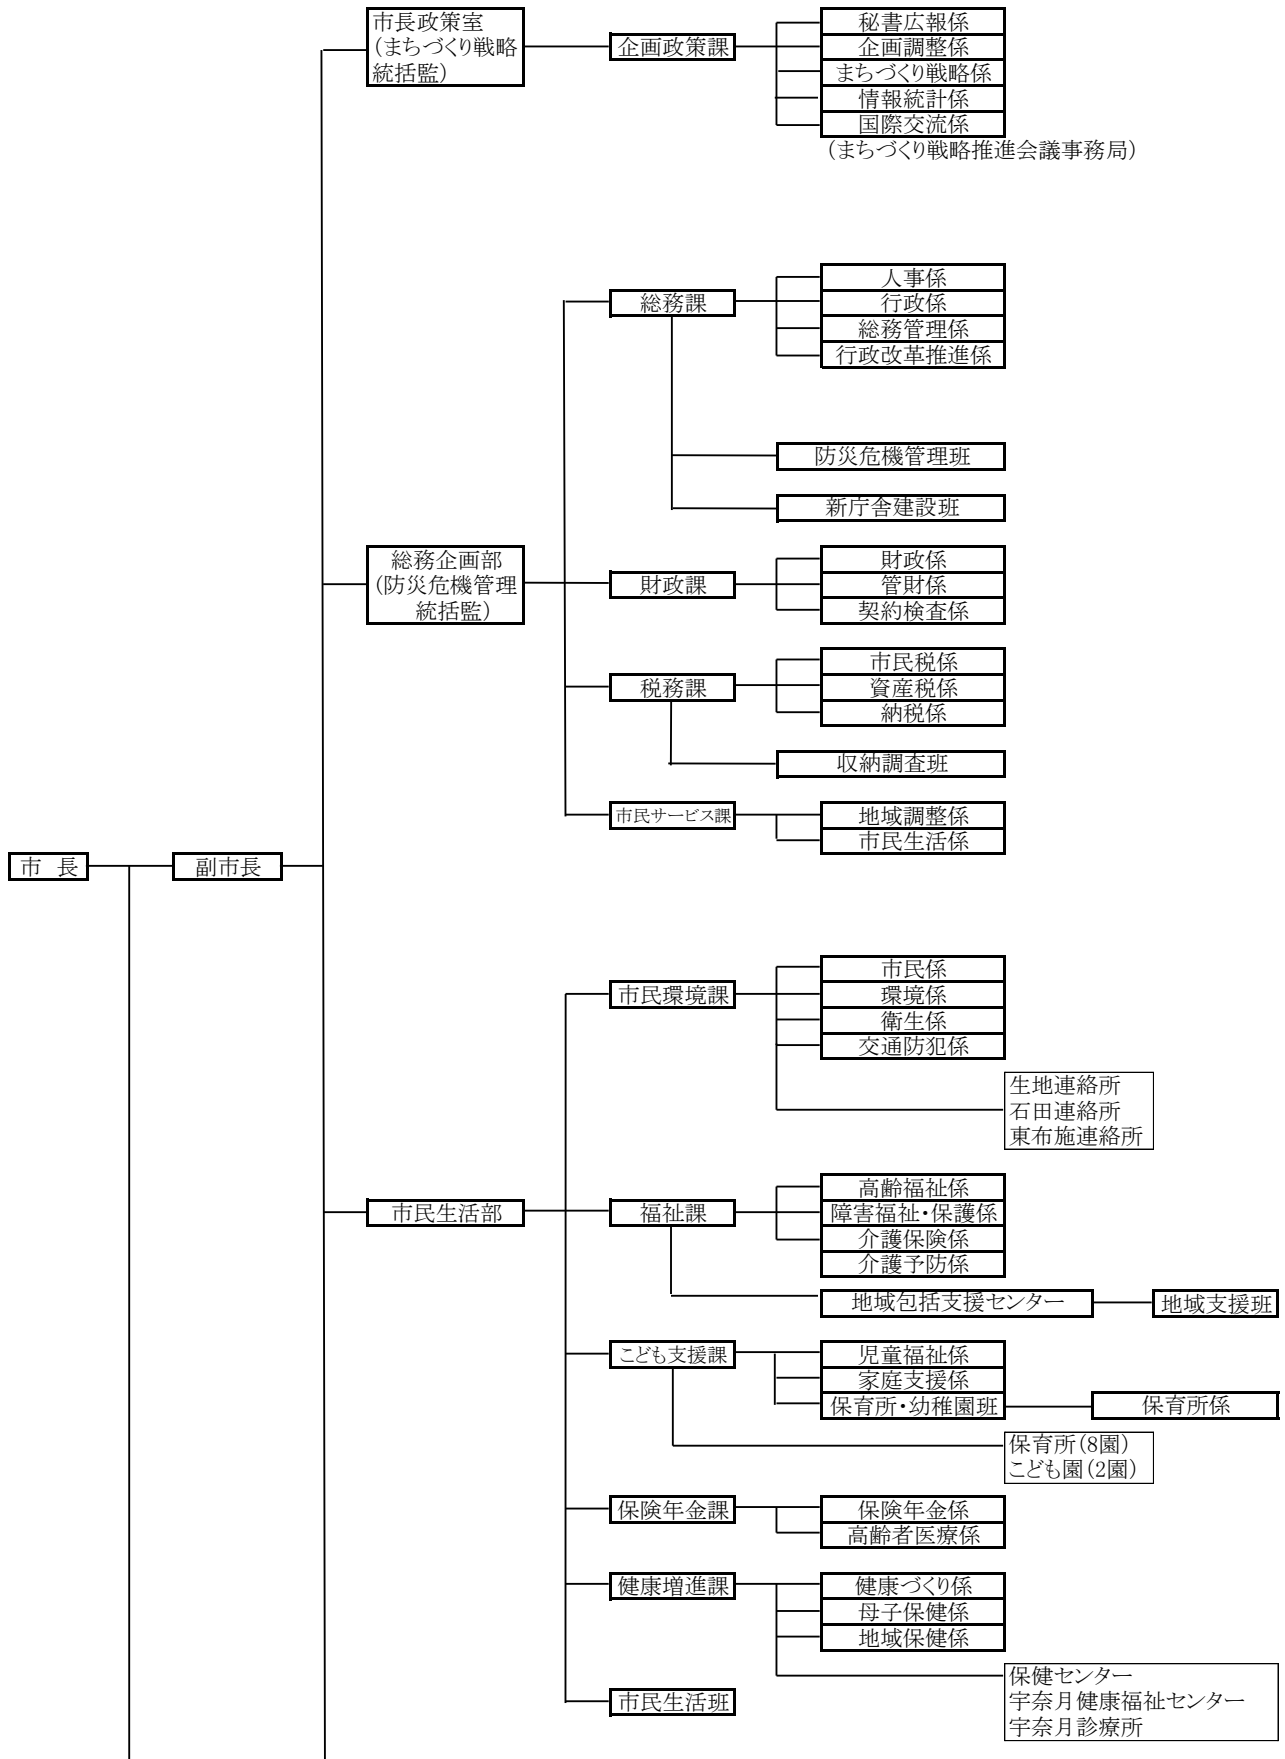 市長政策室
(まちづくり戦略
統括監)
企画政策課
秘書広報係
企画調整係
まちづくり戦略係
情報統計係
国際交流係
(まちづくり戦略推進会議事務局)
総務課
人事係
行政係
総務管理係
行政改革推進係
防災危機管理班
新庁舎建設班
総務企画部
(防災危機管理
統括監)
財政課
財政係
管財係
契約検査係
税務課
市民税係
資産税係
納税係
収納調査班
市民サービス課
地域調整係
市民生活係
市 長
副市長
市民環境課
市民係
環境係
衛生係
交通防犯係
生地連絡所
石田連絡所
東布施連絡所
市民生活部
福祉課
高齢福祉係
障害福祉・保護係
介護保険係
介護予防係
地域包括支援センター
地域支援班
こども支援課
児童福祉係
家庭支援係
保育所・幼稚園班
保育所係
保育所(8園)
こども園(2園)
保険年金課
保険年金係
高齢者医療係
健康増進課
健康づくり係
母子保健係
地域保健係
保健センター
宇奈月健康福祉センター
宇奈月診療所
市民生活班